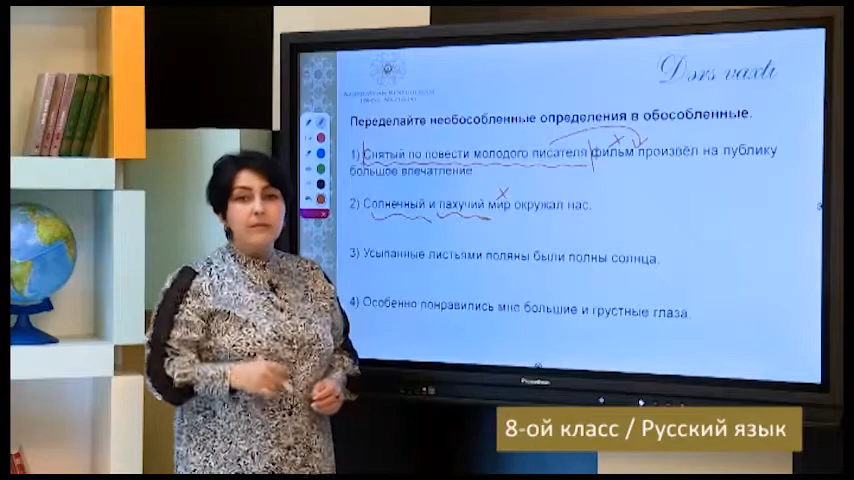 Dərs vaxtı
Переделайте необособленные определения в обособленные.
1) Снятый по повести молодого писателя фильм произвёл на публику
большое впечатление
2) Солнечный и пахучий мир окружал нас.
3) Усыпанные листьями поляны были полны солнца.
4) Особенно понравились мне большие и грустные глаза.
Promethean
8-ой класс / Русский язык